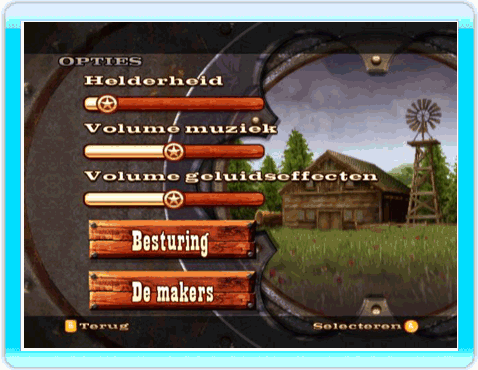 OPTIES
Helderheid
Volume muziek
Volume geluidseffecten
Besturing
De makers
Terug
Selecteren